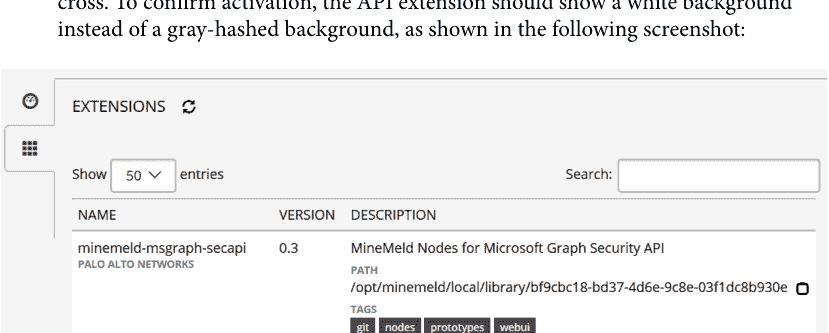 cross. To confirm activation, the API extension should show a white background
instead of a gray-hashed background, as shown in the following screenshot:
EXTENSIONS
Show 50 entries Search:
NAME VERSION DESCRIPTION
minemeld-msgraph-secapi 0.3 MineMeld Nodes for Microsoft Graph Security API
PALO ALTO NETWORKS
PATH
/opt/minemeld/local/library/bf9cbc18-bd37-4d6e-9c8e-03f1dc8b930e
TAGS
git nodes prototypes webui